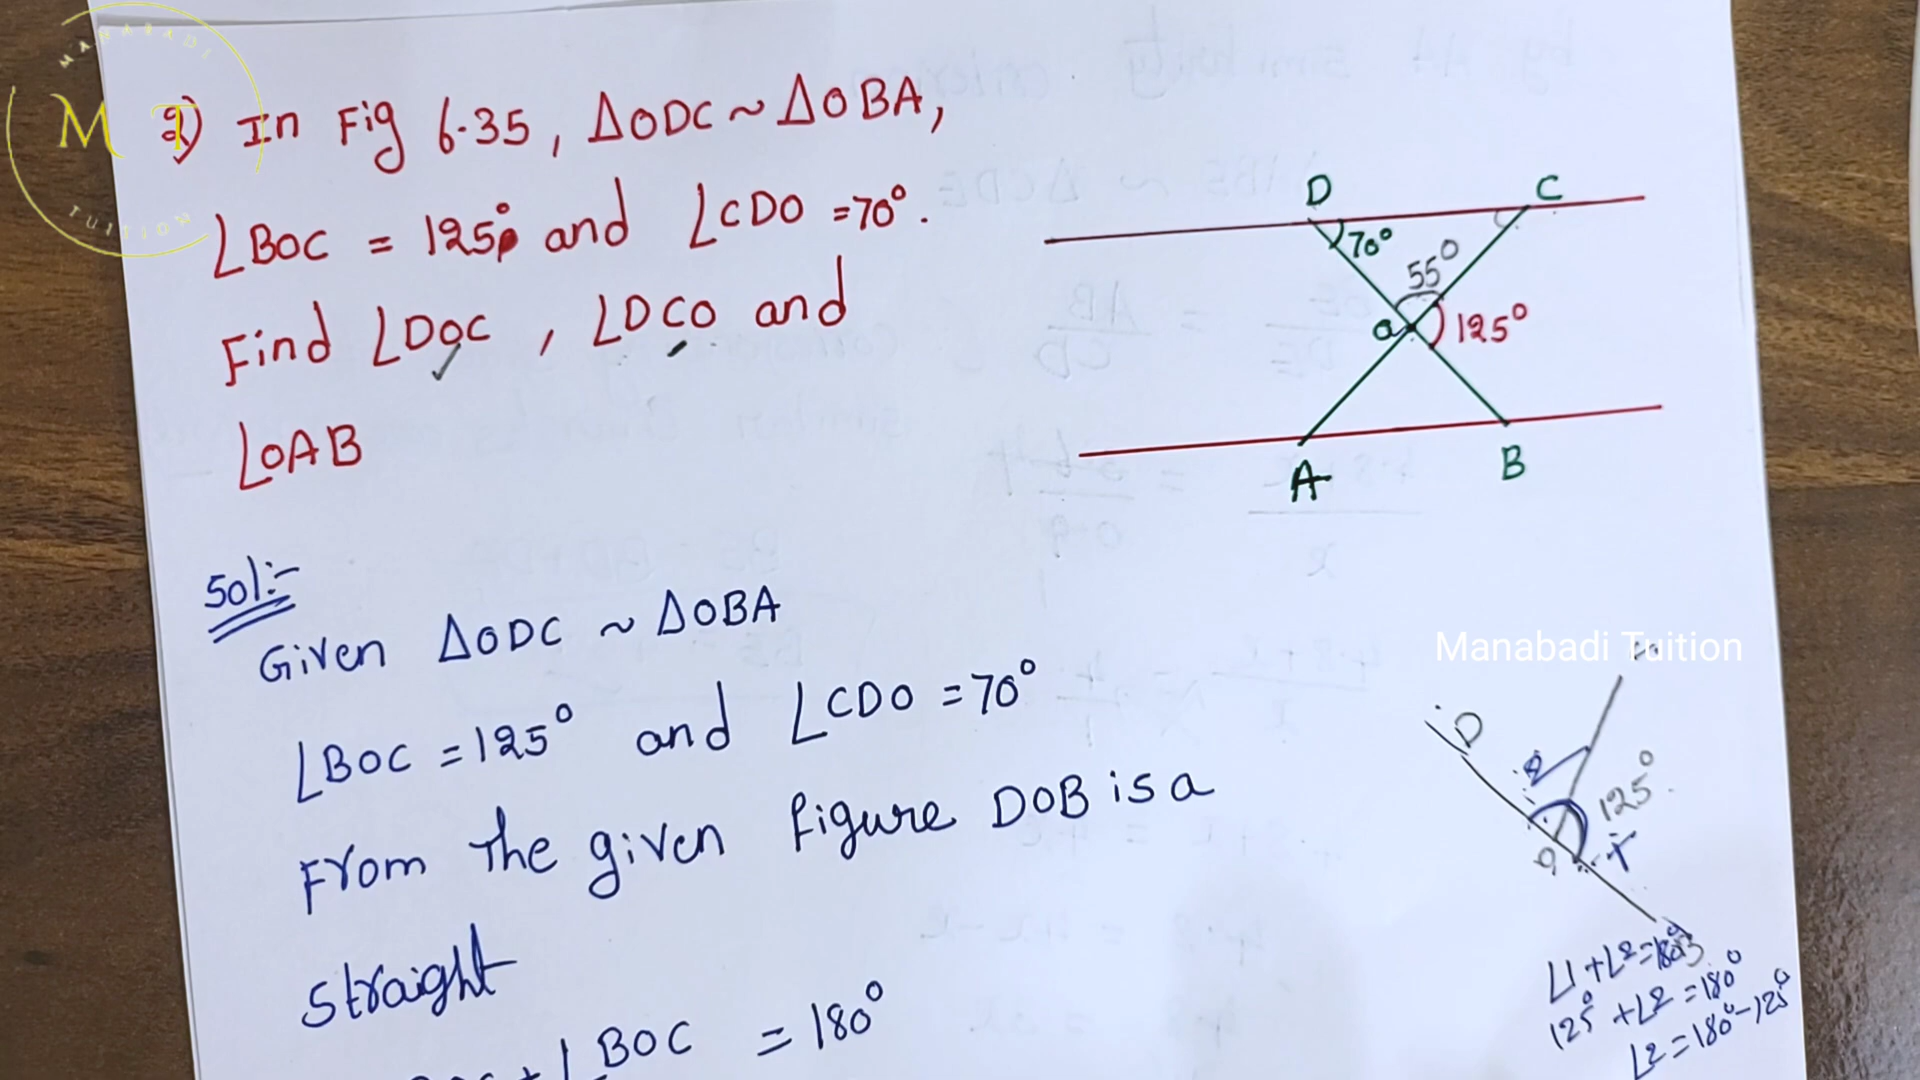 MANABADI
M T
TUITION
2) In Fig 6.35, ΔODC ~ ΔOBA,
∠BOC = 125° and ∠CDO = 70°.
Find ∠DOC, ∠DCO and
∠OAB
D C
70° 55°
125°
A B
Sol:-
Given ΔODC ~ ΔOBA
∠BOC = 125° and ∠CDO = 70°
From the given figure DOB is a
straight
∠BOC = 180°
Manabadi Tuition
D
2
125°
1
∠1 + ∠2 = 180°
125° + ∠2 = 180°
∠2 = 180° - 125°